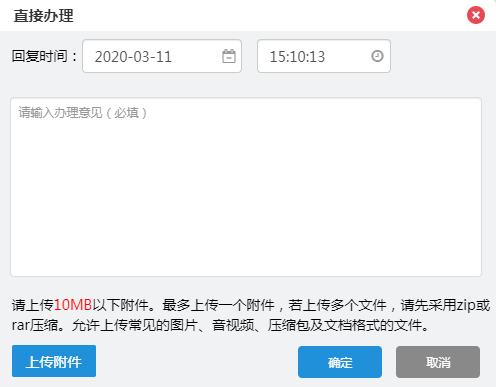 直接办理
回复时间： 2020-03-11 15:10:13
请输入办理意见（必填）
请上传10MB以下附件。最多上传一个附件，若上传多个文件，请先采用zip或
rar压缩。允许上传常见的图片、音视频、压缩包及文档格式的文件。
上传附件 确定 取消